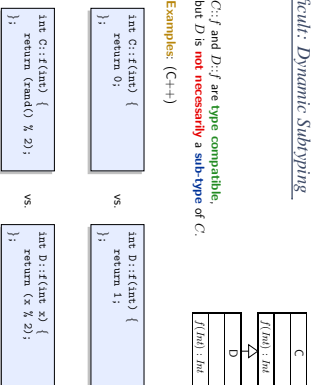 ficult: Dynamic Subtyping
C::f and D::f are type compatible,
but D is not necessarily a sub-type of C.
Examples: (C++)
int C::f(int) {
return 0;
};
vs.
int D::f(int) {
return 1;
};
int C::f(int) {
return (rand() % 2);
};
vs.
int D::f(int x) {
return (x % 2);
};
C
f(Int) : Int
D
f(Int) : Int